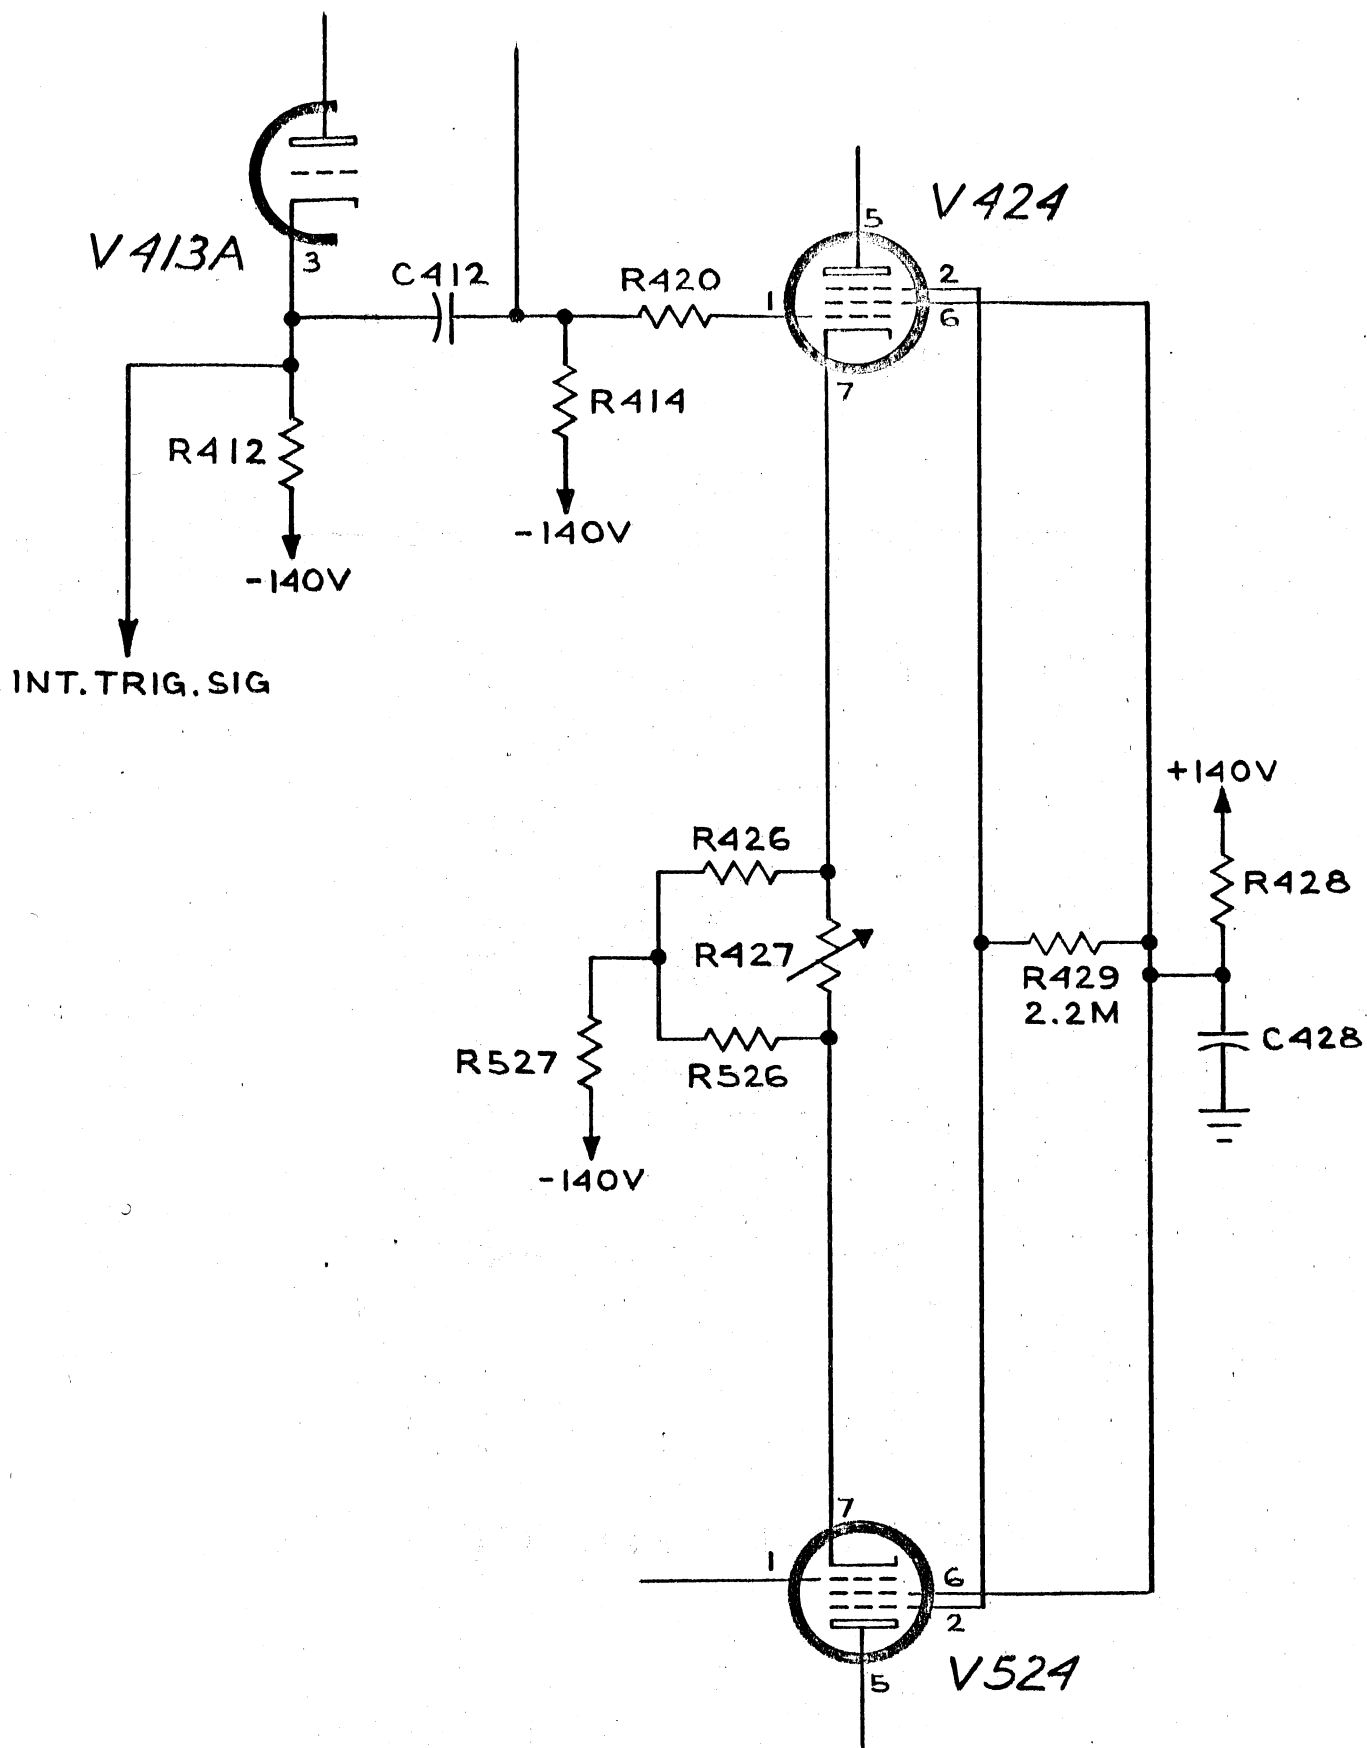 V424
5
V413A
3
C412
R420
1
2
6
7
R414
R412
-140V
-140V
INT. TRIG. SIG
+140V
R426
R428
R427
R429
2.2M
C428
R527
R526
-140V
7
1
6
2
V524
5